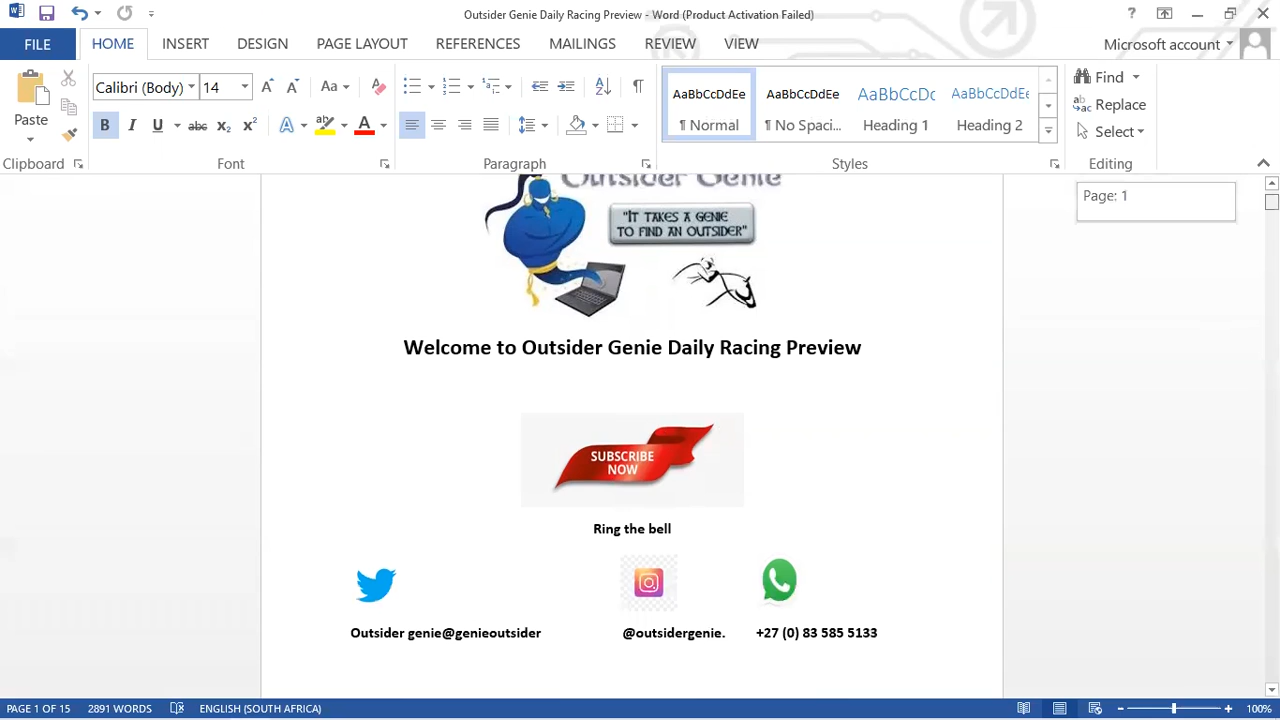 Outsider Genie Daily Racing Preview - Word (Product Activation Failed)
FILE HOME INSERT DESIGN PAGE LAYOUT REFERENCES MAILINGS REVIEW VIEW
Microsoft account
Paste
Clipboard
Calibri (Body) 14
Aa
B I U abc x₂ x² A A
Font
Paragraph
AaBbCcDdEe AaBbCcDdEe AaBbCcDc AaBbCcDdEe
¶ Normal ¶ No Spaci... Heading 1 Heading 2
Styles
Find
Replace
Select
Editing
Page: 1
Outsider Genie
"IT TAKES A GENIE
TO FIND AN OUTSIDER"
Welcome to Outsider Genie Daily Racing Preview
SUBSCRIBE
NOW
Ring the bell
Outsider genie@genieoutsider @outsidergenie. +27 (0) 83 585 5133
PAGE 1 OF 15 2891 WORDS ENGLISH (SOUTH AFRICA) 100%